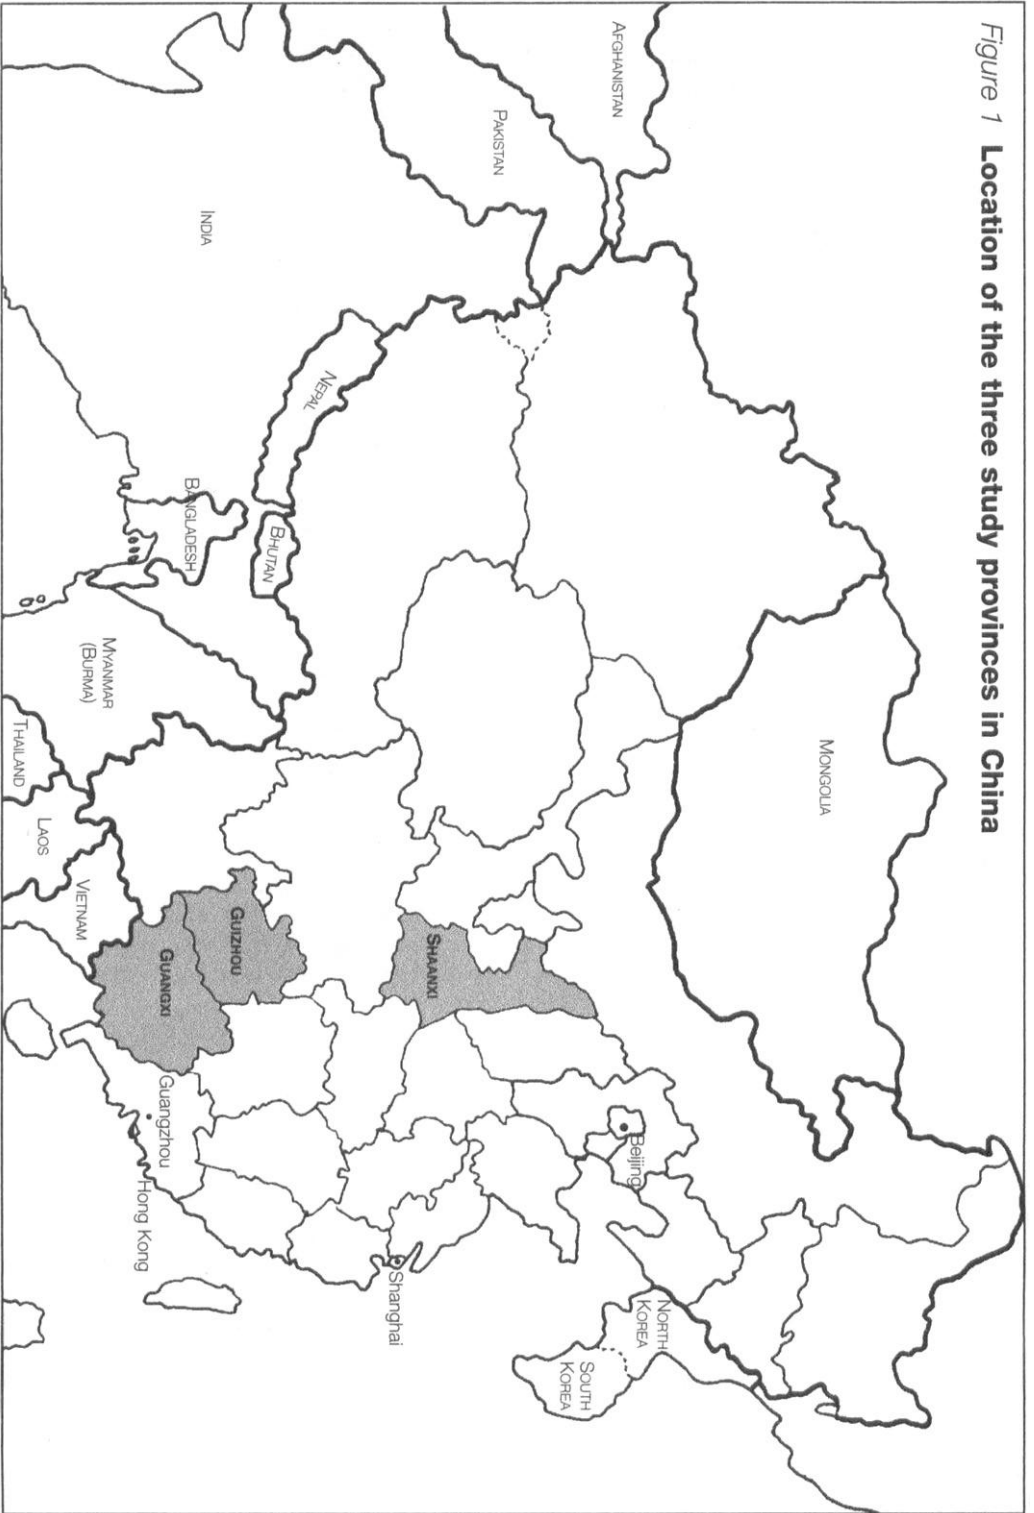 Figure 1 Location of the three study provinces in China
AFGHANISTAN
PAKISTAN
INDIA
NEPAL
BHUTAN
BANGLADESH
MYANMAR
(BURMA)
THAILAND
LAOS
VIETNAM
MONGOLIA
SHAANXI
GUIZHOU
GUANGXI
Guangzhou
Hong Kong
Beijing
Shanghai
NORTH
KOREA
SOUTH
KOREA